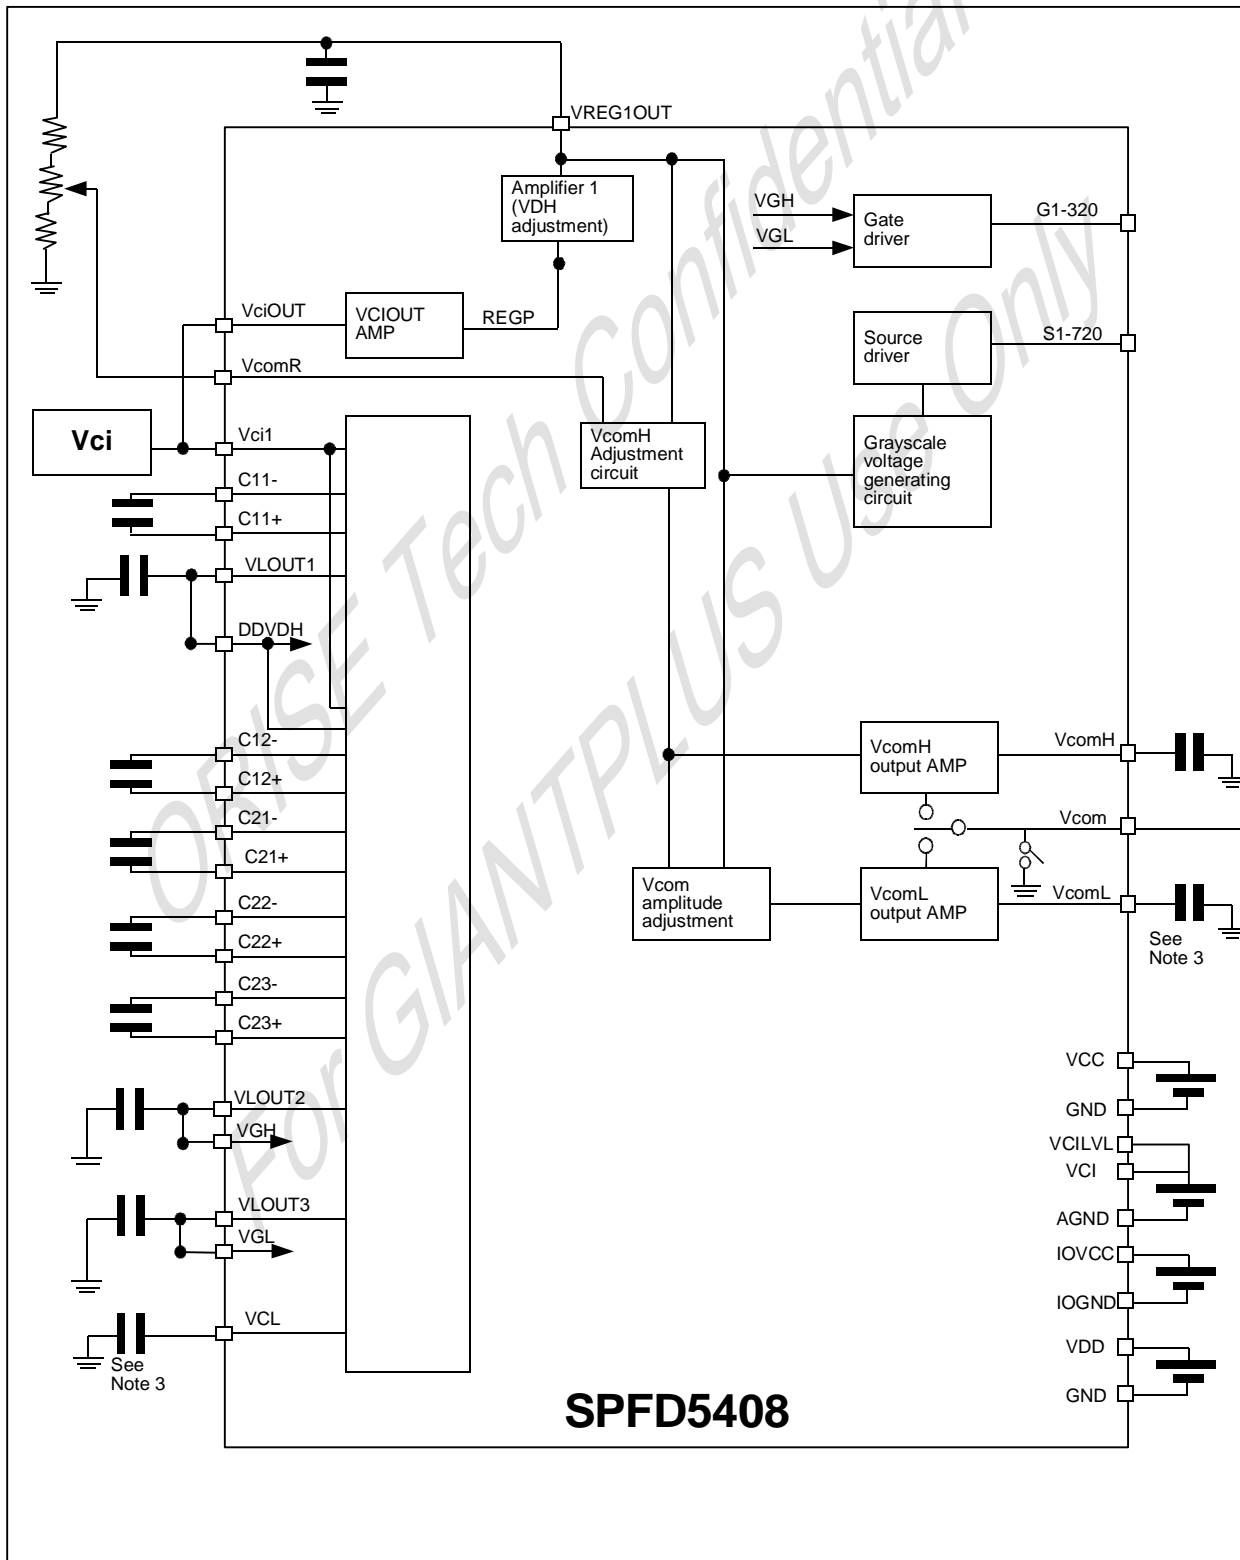 VREG1OUT
Amplifier 1
(VDH
adjustment)
VGH
VGL
Gate
driver
G1-320
VciOUT
VCIOUT
AMP
REGP
Source
driver
S1-720
VcomR
Vci
Vci1
VcomH
Adjustment
circuit
Grayscale
voltage
generating
circuit
C11-
C11+
VLOUT1
DDVDH
C12-
C12+
C21-
C21+
C22-
C22+
C23-
C23+
VcomH
output AMP
VcomH
Vcom
Vcom
amplitude
adjustment
VcomL
output AMP
VcomL
See
Note 3
VLOUT2
VGH
VLOUT3
VGL
VCL
See
Note 3
VCC
GND
VCILVL
VCI
AGND
IOVCC
IOGND
VDD
GND
SPFD5408
ORISE Tech Confidential
For GIANTPLUS Use Only